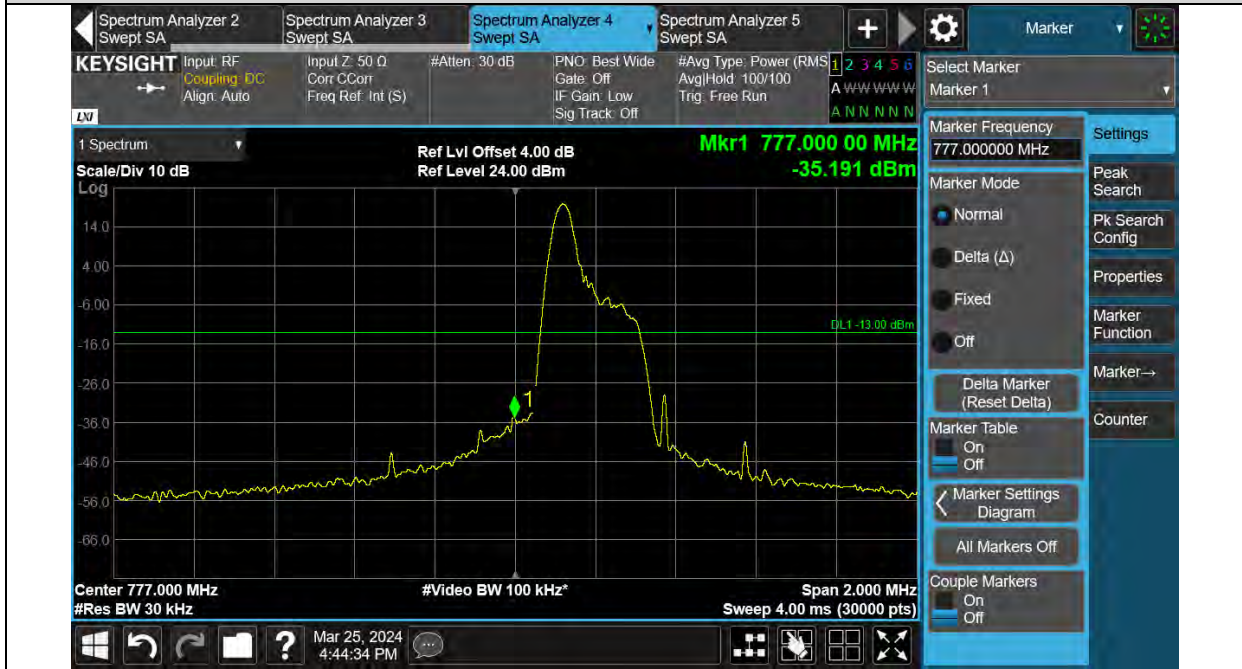 Spectrum Analyzer 2
Swept SA
Spectrum Analyzer 3
Swept SA
Spectrum Analyzer 4
Swept SA
Spectrum Analyzer 5
Swept SA
+
Marker
KEYSIGHT
LXI
Input: RF
Coupling: DC
Align: Auto
Input Z: 50 Ω
Corr CCorr
Freq Ref: Int (S)
#Atten: 30 dB
PNO: Best Wide
Gate: Off
IF Gain: Low
Sig Track: Off
#Avg Type: Power (RMS
Avg|Hold: 100/100
Trig: Free Run
1 2 3 4 5 6
A W W W W W
A N N N N N
Select Marker
Marker 1
1 Spectrum
Scale/Div 10 dB
Log
Ref Lvl Offset 4.00 dB
Ref Level 24.00 dBm
Mkr1 777.000 00 MHz
-35.191 dBm
14.0
4.00
-6.00
-16.0
-26.0
-36.0
-46.0
-56.0
-66.0
DL1 -13.00 dBm
1
Center 777.000 MHz
#Res BW 30 kHz
#Video BW 100 kHz*
Span 2.000 MHz
Sweep 4.00 ms (30000 pts)
Marker Frequency
777.000000 MHz
Marker Mode
Normal
Delta (Δ)
Fixed
Off
Delta Marker
(Reset Delta)
Marker Table
On
Off
Marker Settings
Diagram
All Markers Off
Couple Markers
On
Off
Settings
Peak
Search
Pk Search
Config
Properties
Marker
Function
Marker→
Counter
?
Mar 25, 2024
4:44:34 PM